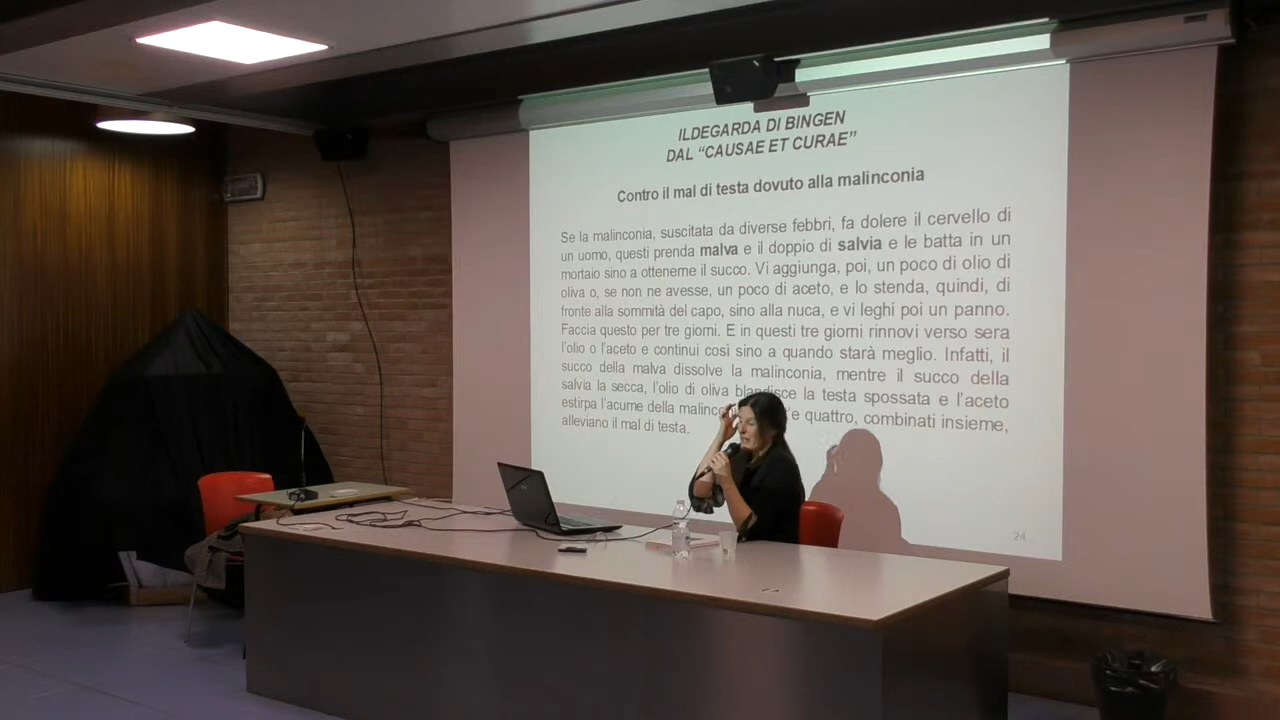 ILDEGARDA DI BINGEN
DAL “CAUSAE ET CURAE”
Contro il mal di testa dovuto alla malinconia
Se la malinconia, suscitata da diverse febbri, fa dolere il cervello di
un uomo, questi prenda malva e il doppio di salvia e le batta in un
mortaio sino a ottenerne il succo. Vi aggiunga, poi, un poco di olio di
oliva o, se non ne avesse, un poco di aceto, e lo stenda, quindi, di
fronte alla sommità del capo, sino alla nuca, e vi leghi poi un panno.
Faccia questo per tre giorni. E in questi tre giorni rinnovi verso sera
l’olio o l’aceto e continui così sino a quando starà meglio. Infatti, il
succo della malva dissolve la malinconia, mentre il succo della
salvia la secca, l’olio di oliva blandisce la testa spossata e l’aceto
estirpa l’acume della malinc ’e quattro, combinati insieme,
alleviano il mal di testa.
24